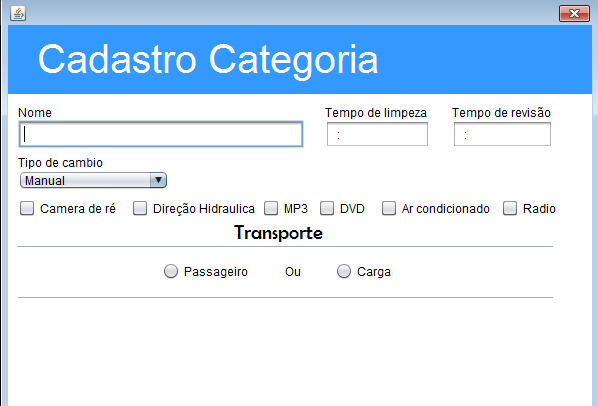 Cadastro Categoria
Nome Tempo de limpeza Tempo de revisão
: :
Tipo de cambio
Manual
Camera de ré Direção Hidraulica MP3 DVD Ar condicionado Radio
Transporte
Passageiro Ou Carga